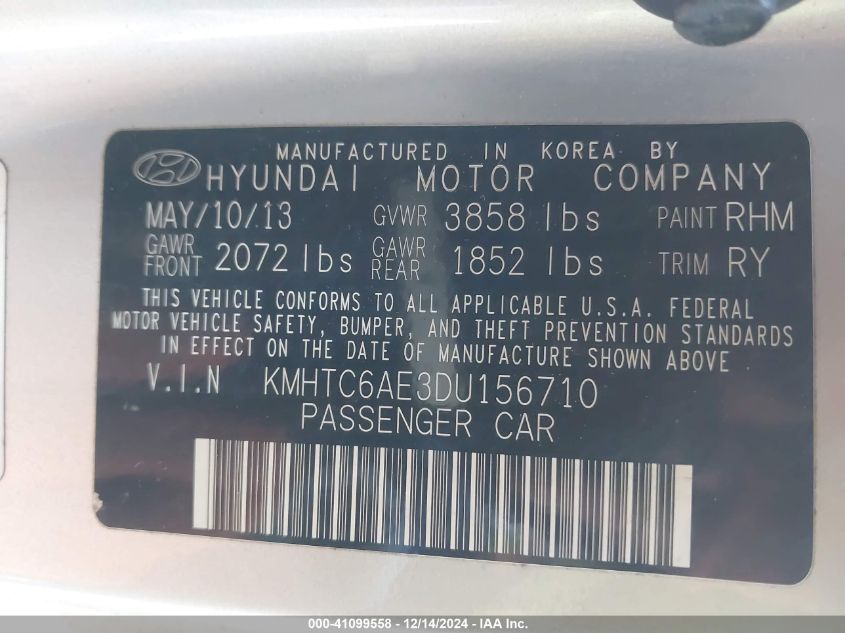 MANUFACTURED IN KOREA BY
HYUNDAI MOTOR COMPANY
MAY/10/13 GVWR 3858 lbs PAINT RHM
GAWR FRONT 2072 lbs GAWR REAR 1852 lbs TRIM RY
THIS VEHICLE CONFORMS TO ALL APPLICABLE U.S.A. FEDERAL
MOTOR VEHICLE SAFETY, BUMPER, AND THEFT PREVENTION STANDARDS
IN EFFECT ON THE DATE OF MANUFACTURE SHOWN ABOVE
V.I.N KMHTC6AE3DU156710
PASSENGER CAR
000-41099558 - 12/14/2024 - IAA Inc.